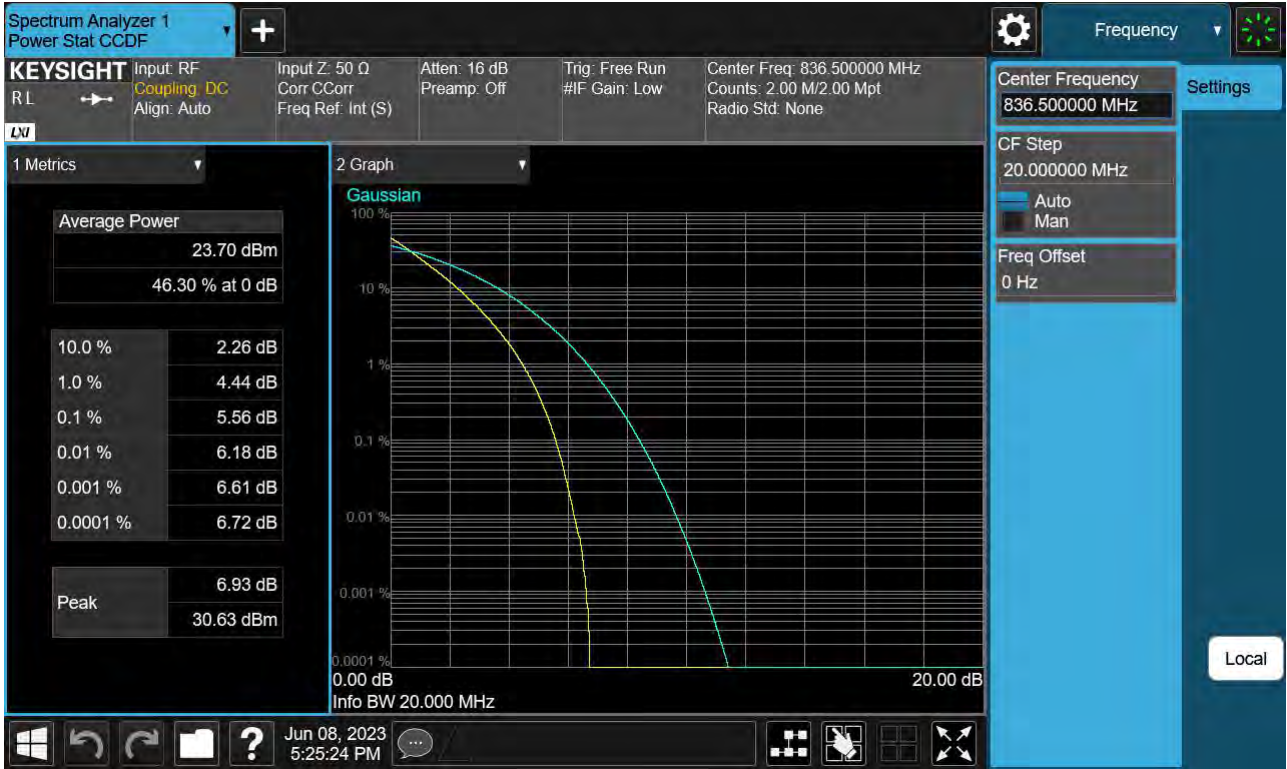 Spectrum Analyzer 1
Power Stat CCDF
Frequency
KEYSIGHT
RL
LXI
Input: RF
Coupling: DC
Align: Auto
Input Z: 50 Ω
Corr CCorr
Freq Ref: Int (S)
Atten: 16 dB
Preamp: Off
Trig: Free Run
#IF Gain: Low
Center Freq: 836.500000 MHz
Counts: 2.00 M/2.00 Mpt
Radio Std: None
Center Frequency
836.500000 MHz
Settings
CF Step
20.000000 MHz
Auto
Man
Freq Offset
0 Hz
Local
1 Metrics
Average Power
23.70 dBm
46.30 % at 0 dB
10.0 % 2.26 dB
1.0 % 4.44 dB
0.1 % 5.56 dB
0.01 % 6.18 dB
0.001 % 6.61 dB
0.0001 % 6.72 dB
Peak
6.93 dB
30.63 dBm
2 Graph
Gaussian
100 %
10 %
1 %
0.1 %
0.01 %
0.001 %
0.0001 %
0.00 dB 20.00 dB
Info BW 20.000 MHz
Jun 08, 2023
5:25:24 PM